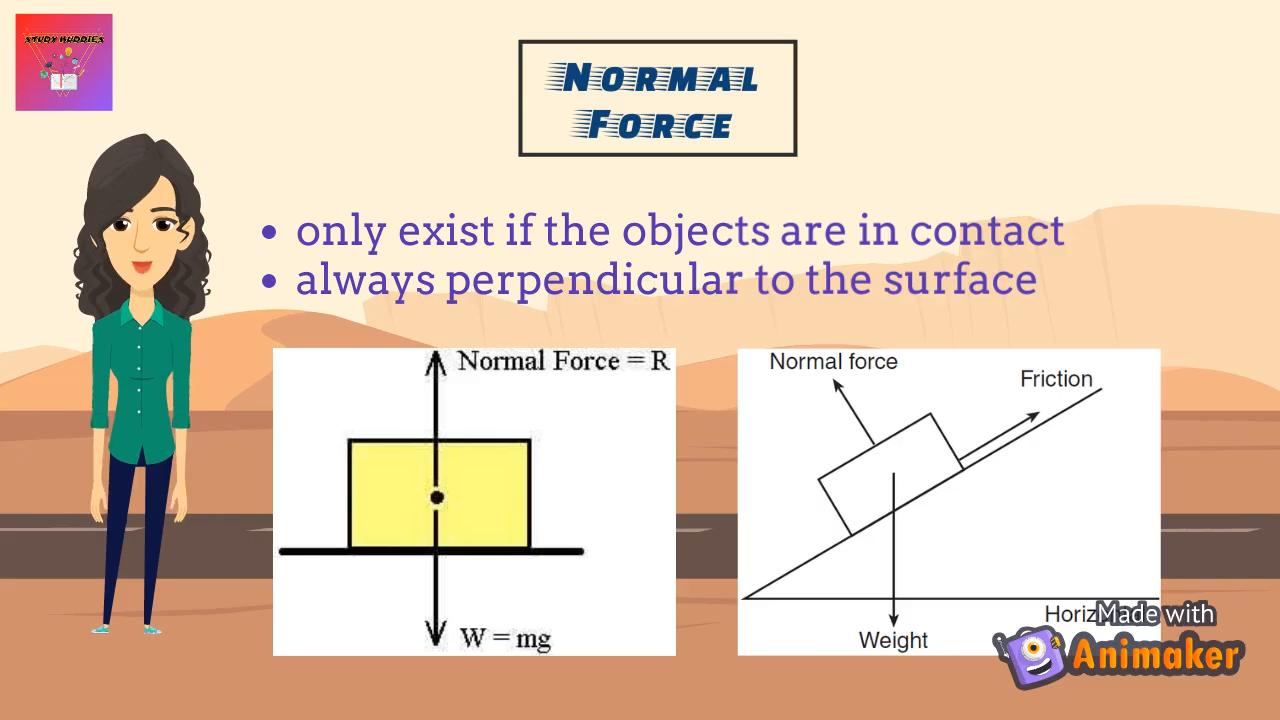 STUDY BUDDIES
NORMAL
FORCE
• only exist if the objects are in contact
• always perpendicular to the surface
Normal Force = R
W = mg
Normal force
Friction
Weight
Made with
Animaker